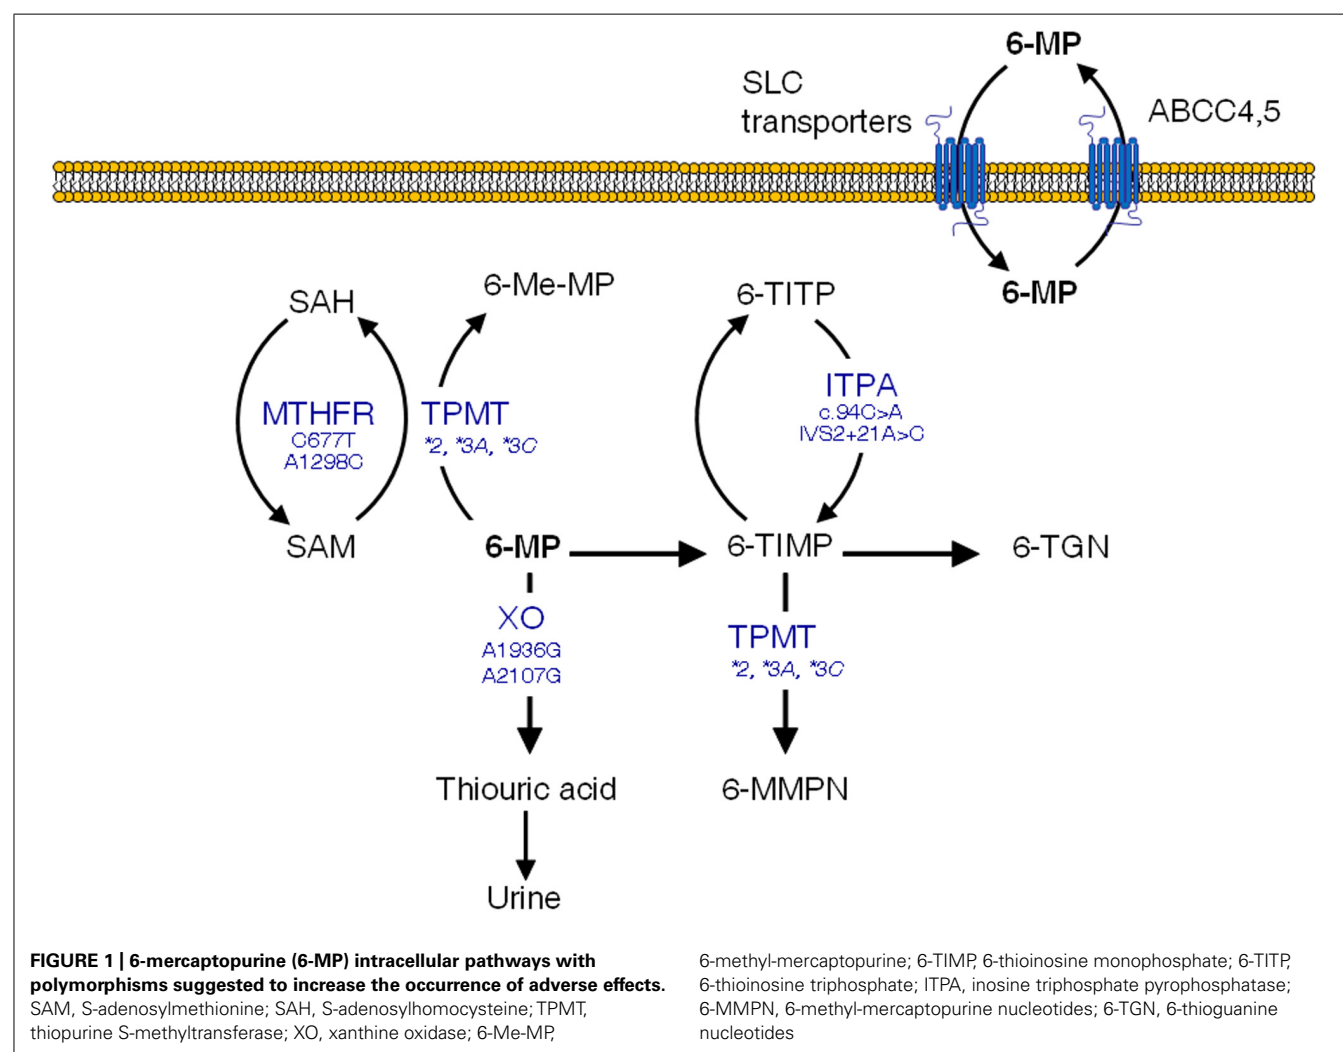 6-MP
SLC
transporters
ABCC4,5
6-MP
SAH
6-Me-MP
6-TITP
MTHFR
C677T
A1298C
TPMT
*2, *3A, *3C
ITPA
c.94C>A
IVS2+21A>C
SAM
6-MP
6-TIMP
6-TGN
XO
A1936G
A2107G
TPMT
*2, *3A, *3C
Thiouric acid
6-MMPN
Urine
FIGURE 1 | 6-mercaptopurine (6-MP) intracellular pathways with
polymorphisms suggested to increase the occurrence of adverse effects.
SAM, S-adenosylmethionine; SAH, S-adenosylhomocysteine; TPMT,
thiopurine S-methyltransferase; XO, xanthine oxidase; 6-Me-MP,
6-methyl-mercaptopurine; 6-TIMP, 6-thioinosine monophosphate; 6-TITP,
6-thioinosine triphosphate; ITPA, inosine triphosphate pyrophosphatase;
6-MMPN, 6-methyl-mercaptopurine nucleotides; 6-TGN, 6-thioguanine
nucleotides